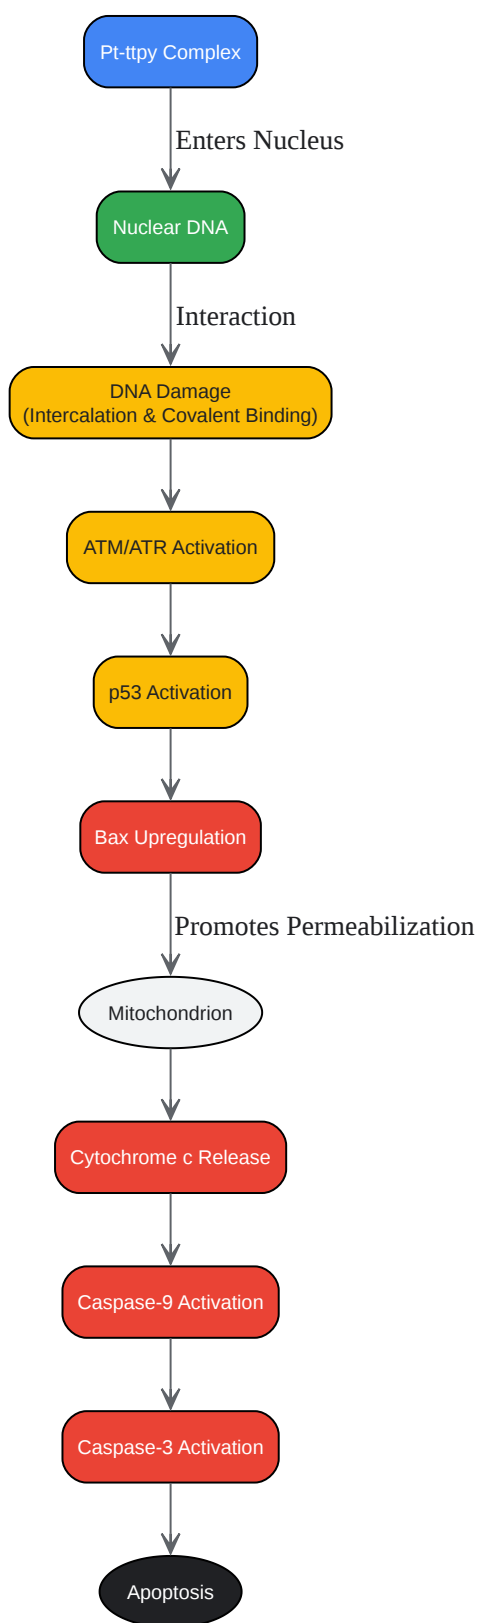 Pt-ttpy Complex
Enters Nucleus
Nuclear DNA
Interaction
DNA Damage
(Intercalation & Covalent Binding)
ATM/ATR Activation
p53 Activation
Bax Upregulation
Promotes Permeabilization
Mitochondrion
Cytochrome c Release
Caspase-9 Activation
Caspase-3 Activation
Apoptosis